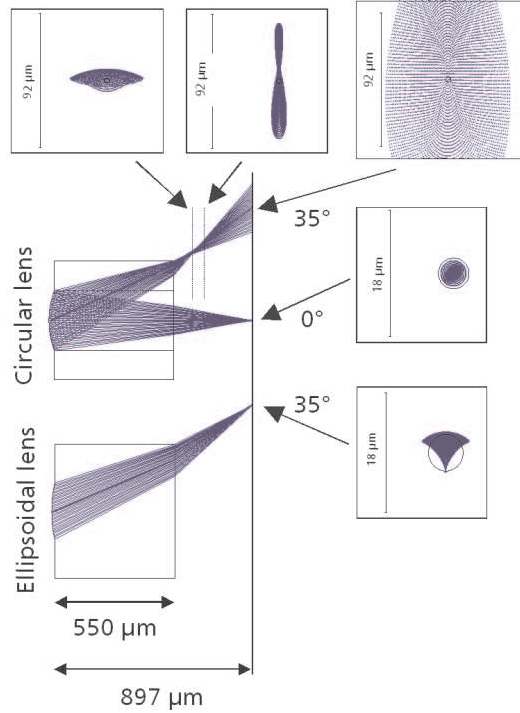 92 µm
92 µm
92 µm
35°
Circular lens
18 µm
0°
35°
Ellipsoidal lens
18 µm
550 µm
897 µm